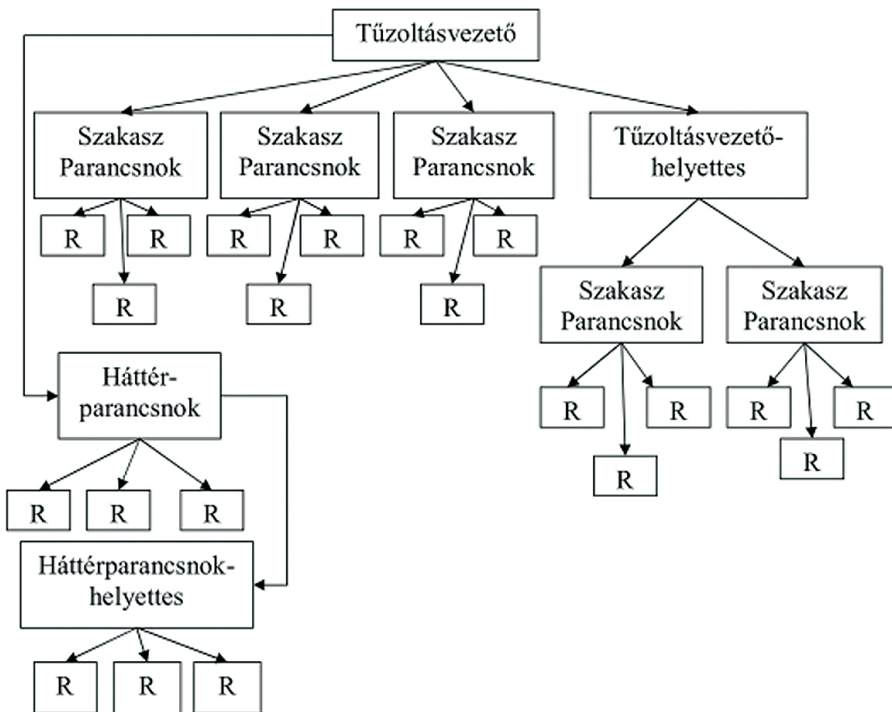 Tűzoltásvezető
Szakasz
Parancsnok
Szakasz
Parancsnok
Szakasz
Parancsnok
Tűzoltásvezető-
helyettes
R
R
R
R
R
R
R
R
R
Szakasz
Parancsnok
Szakasz
Parancsnok
R
R
R
R
R
R
Háttér-
parancsnok
R
R
R
Háttérparancsnok-
helyettes
R
R
R